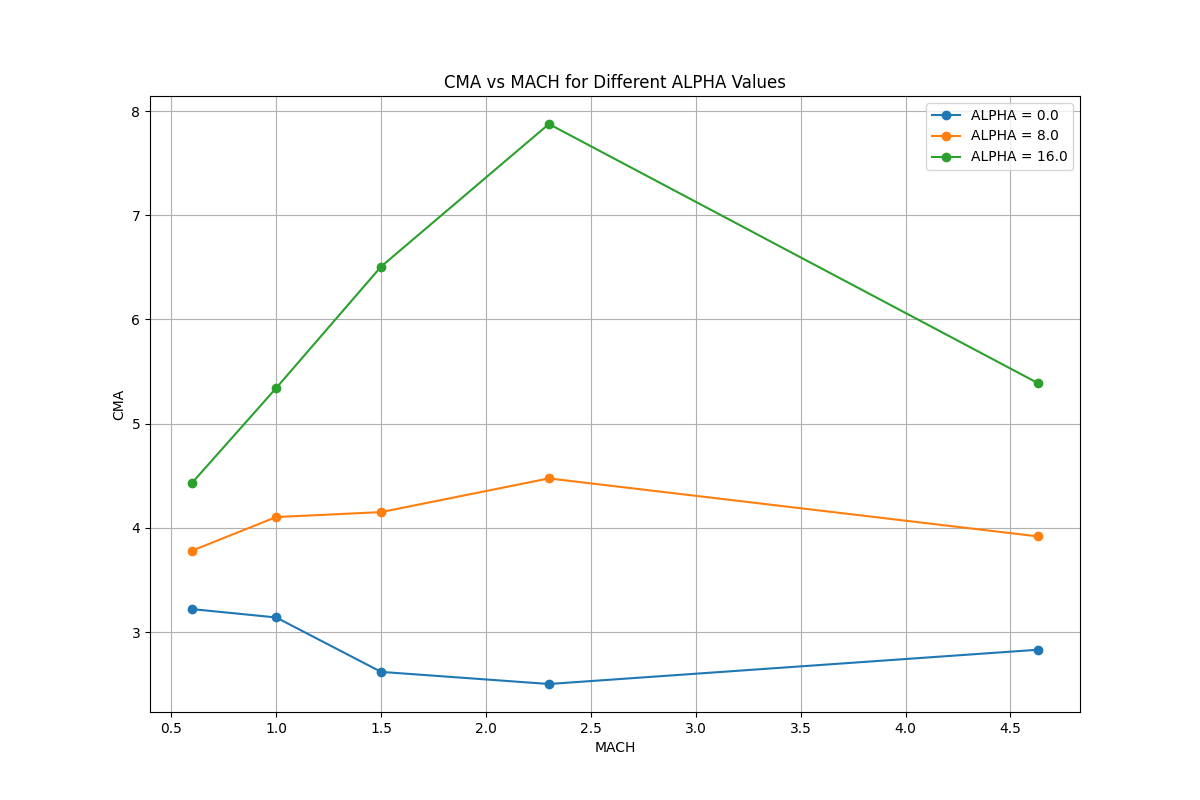 CMA vs MACH for Different ALPHA Values
ALPHA = 0.0
ALPHA = 8.0
ALPHA = 16.0
8
7
6
5
4
3
CMA
0.5 1.0 1.5 2.0 2.5 3.0 3.5 4.0 4.5
MACH